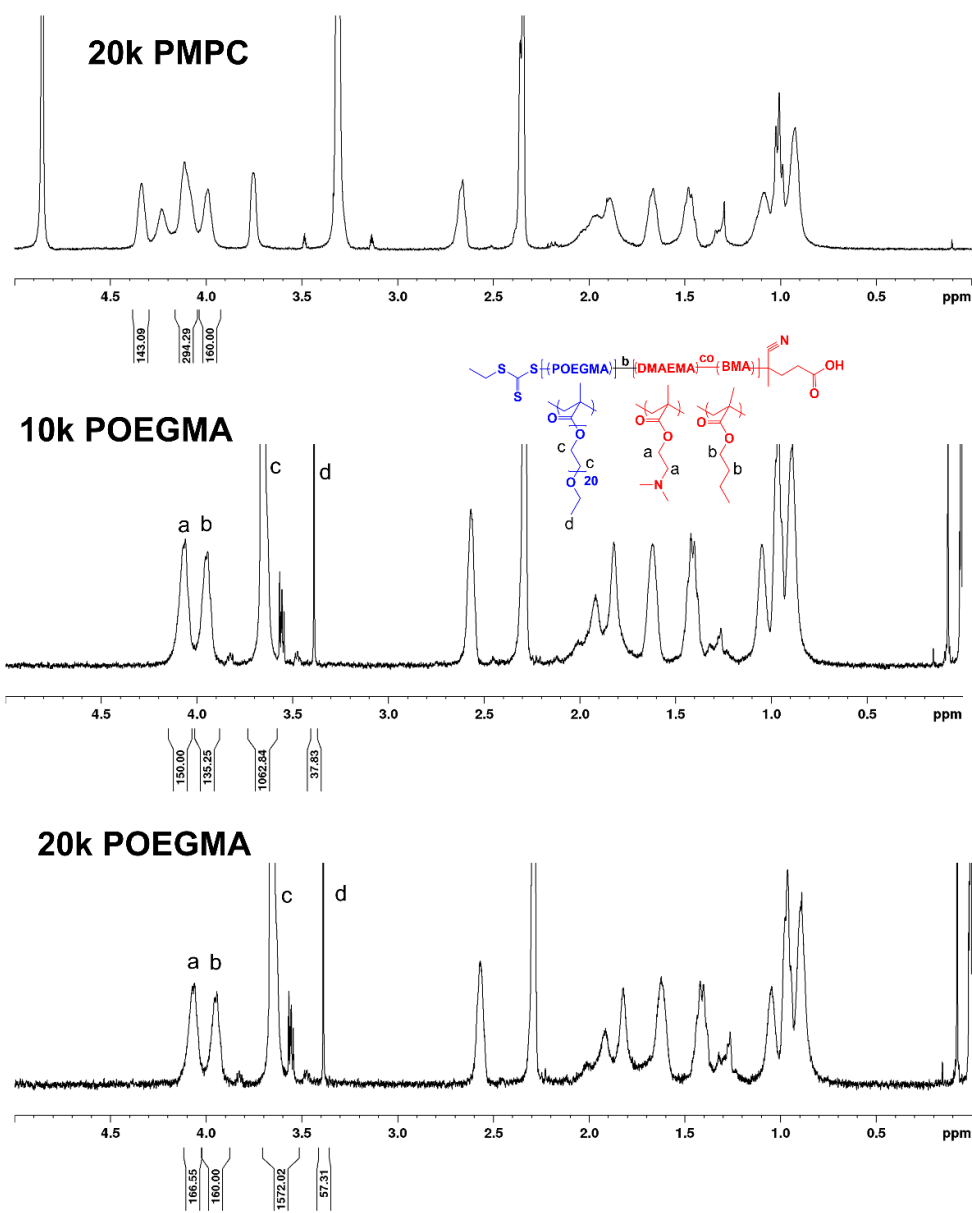 20k PMPC
4.5 4.0 3.5 3.0 2.5 2.0 1.5 1.0 0.5 ppm
143.09
294.29
160.00
10k POEGMA
S S (POEGMA) b (DMAEMA) co (BMA) N
S
O OH
O O O
O O O
c a b
c a b
O 20 N
d
a b c d
4.5 4.0 3.5 3.0 2.5 2.0 1.5 1.0 0.5 ppm
150.00
135.25
1062.84
37.83
20k POEGMA
a b c d
4.5 4.0 3.5 3.0 2.5 2.0 1.5 1.0 0.5 ppm
166.55
160.00
1572.02
57.31